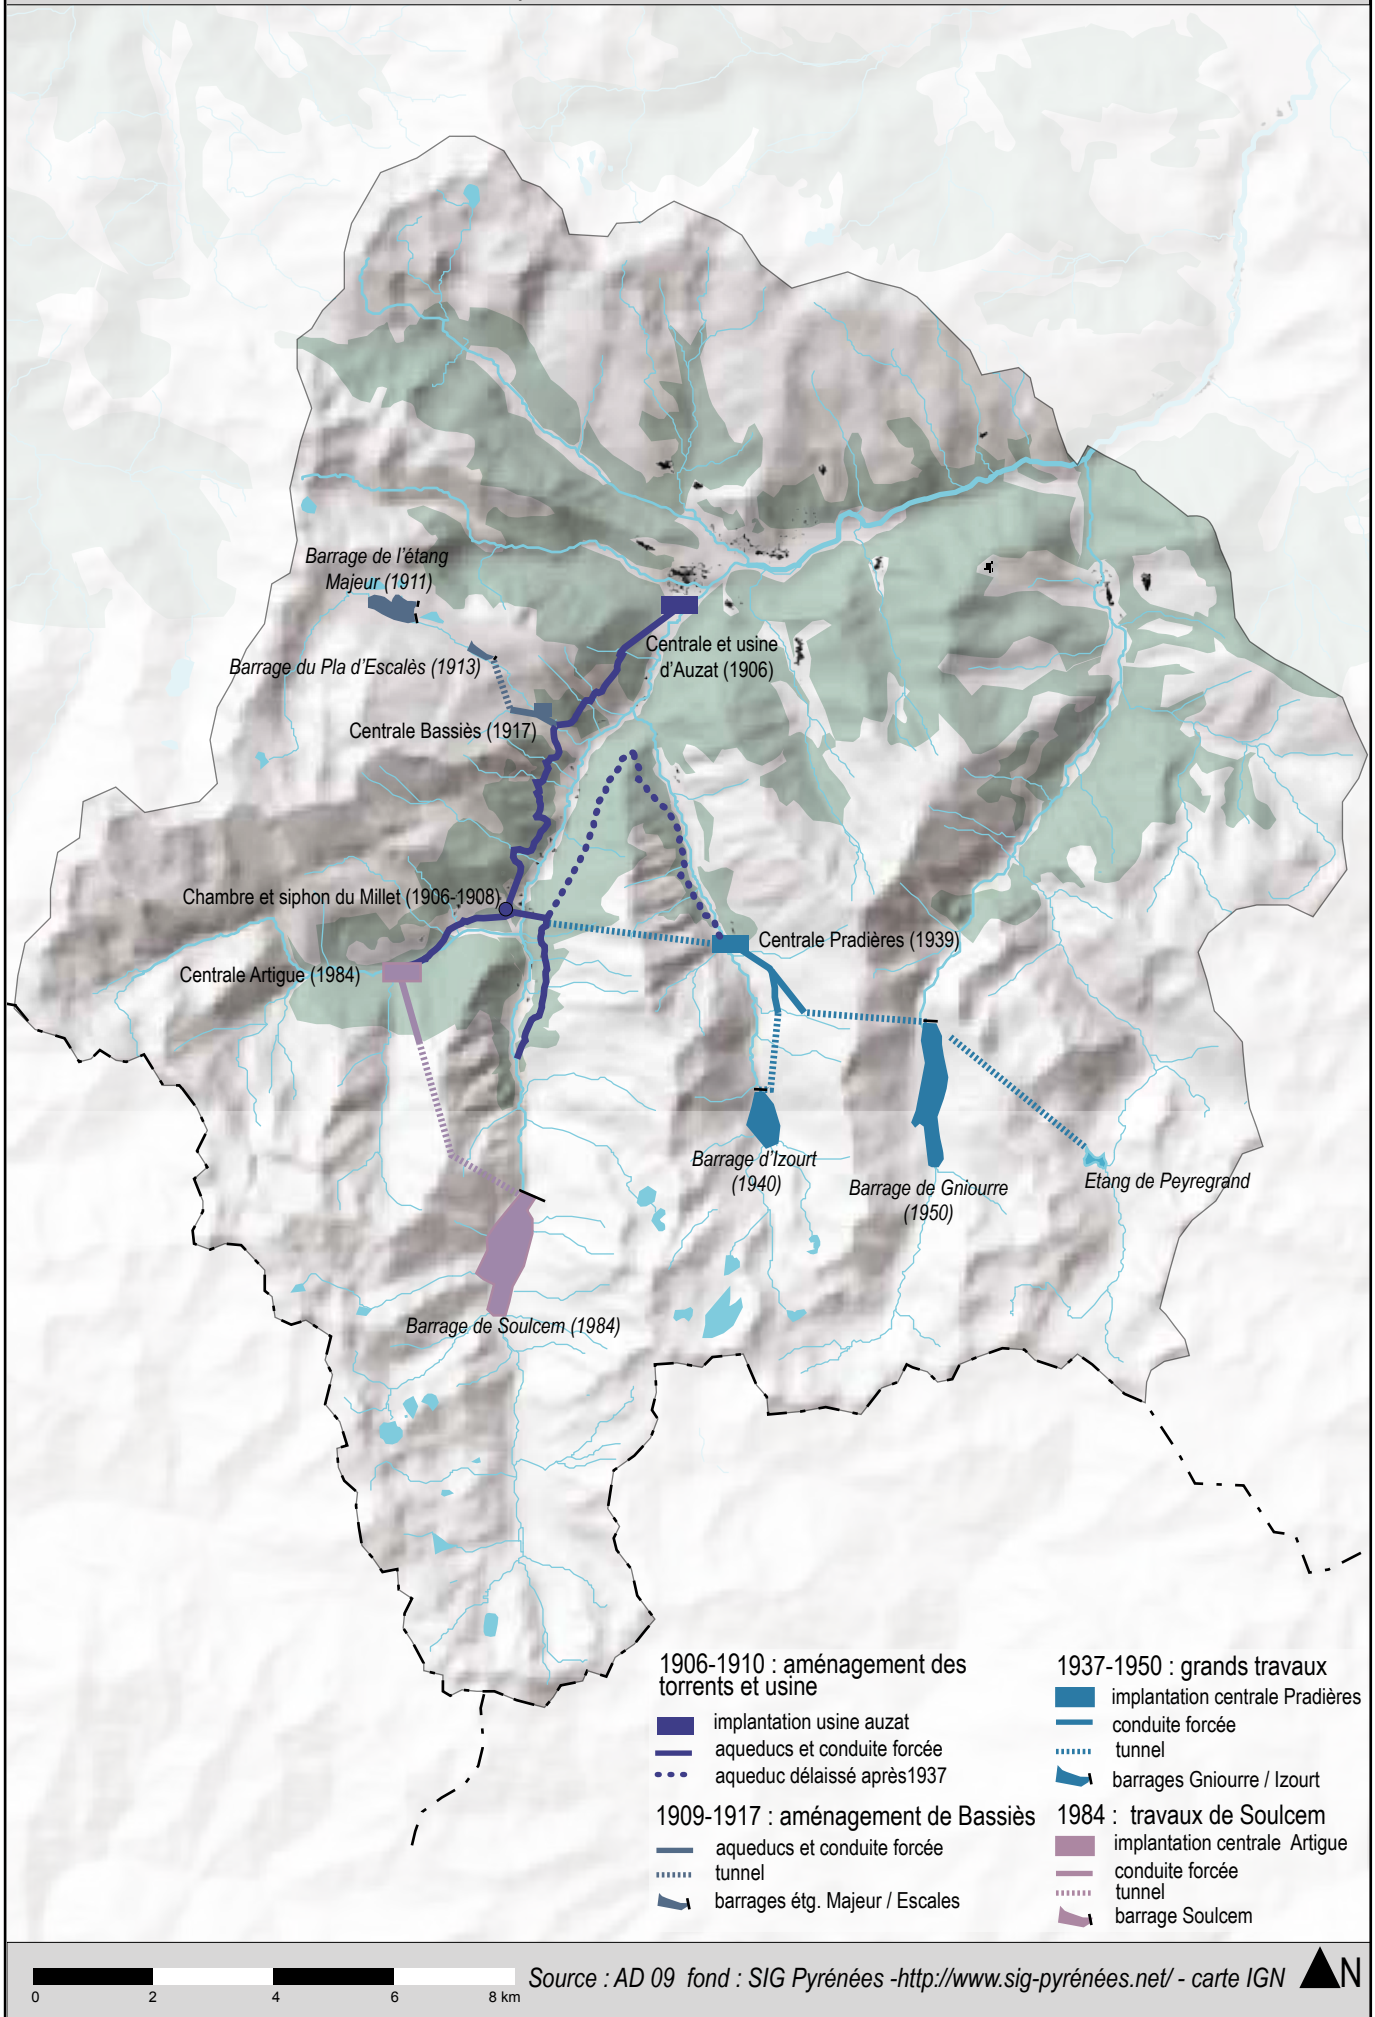 Barrage de l'étang
Majeur (1911)
Barrage du Pla d'Escalès (1913)
Centrale et usine
d'Auzat (1906)
Centrale Bassiès (1917)
Chambre et siphon du Millet (1906-1908)
Centrale Pradières (1939)
Centrale Artigue (1984)
Barrage d'Izourt
(1940)
Barrage de Gniourre
(1950)
Etang de Peyregrand
Barrage de Soulcem (1984)
1906-1910 : aménagement des
torrents et usine
implantation usine auzat
aqueducs et conduite forcée
aqueduc délaissé après1937
1909-1917 : aménagement de Bassiès
aqueducs et conduite forcée
tunnel
barrages étg. Majeur / Escales
1937-1950 : grands travaux
implantation centrale Pradières
conduite forcée
tunnel
barrages Gniourre / Izourt
1984 : travaux de Soulcem
implantation centrale Artigue
conduite forcée
tunnel
barrage Soulcem
0 2 4 6 8 km
Source : AD 09 fond : SIG Pyrénées -http://www.sig-pyrénées.net/ - carte IGN
N